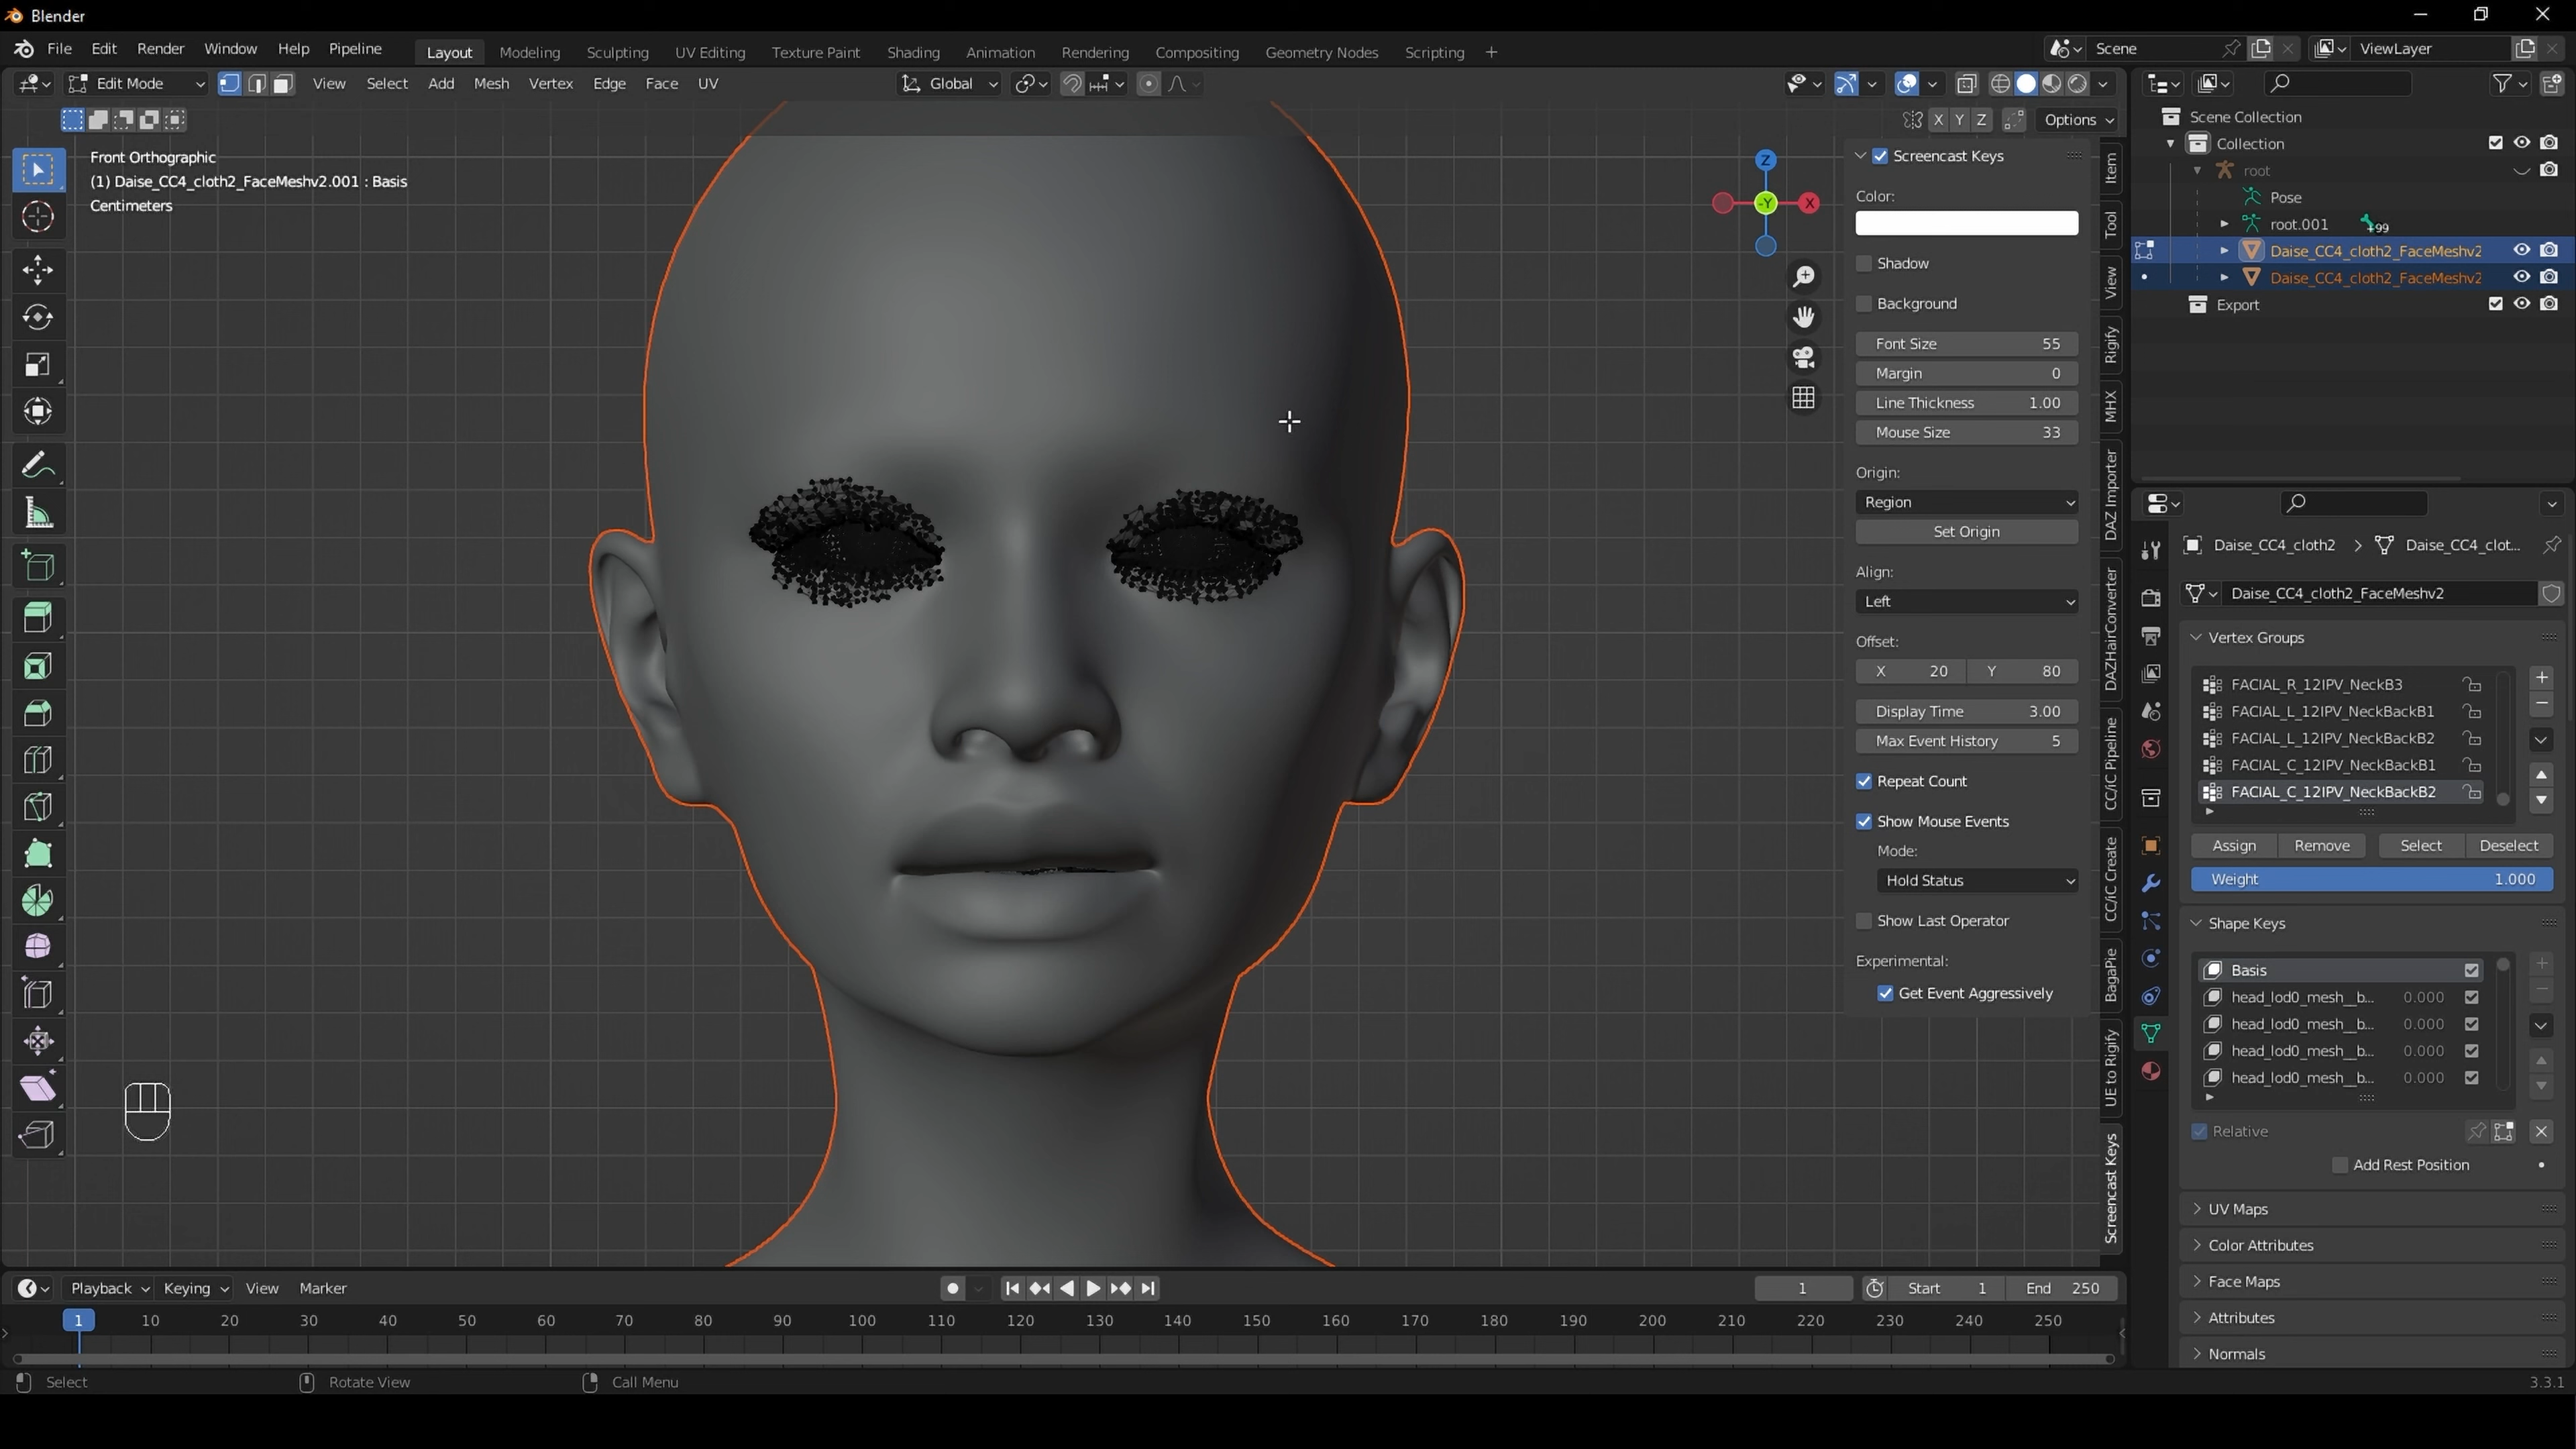 Blender
File Edit Render Window Help Pipeline Layout Modeling Sculpting UV Editing Texture Paint Shading Animation Rendering Compositing Geometry Nodes Scripting + Scene ViewLayer
Edit Mode View Select Add Mesh Vertex Edge Face UV Global
X Y Z Options
Front Orthographic
(1) Daise_CC4_cloth2_FaceMeshv2.001 : Basis
Centimeters
Z
-Y
X
Screencast Keys
Color:
Shadow
Background
Font Size 55
Margin 0
Line Thickness 1.00
Mouse Size 33
Origin:
Region
Set Origin
Align:
Left
Offset:
X 20 Y 80
Display Time 3.00
Max Event History 5
Repeat Count
Show Mouse Events
Mode:
Hold Status
Show Last Operator
Experimental:
Get Event Aggressively
Item
Tool
View
Rigify
MHX
DAZ Importer
DAZHairConverter
CC/iC Pipeline
CC/iC Create
BagaPie
UE to Rigify
Screencast Keys
Scene Collection
Collection
root
Pose
root.001 99
Daise_CC4_cloth2_FaceMeshv2
Daise_CC4_cloth2_FaceMeshv2
Export
Daise_CC4_cloth2 > Daise_CC4_clot...
Daise_CC4_cloth2_FaceMeshv2
Vertex Groups
FACIAL_R_12IPV_NeckB3
FACIAL_L_12IPV_NeckBackB1
FACIAL_L_12IPV_NeckBackB2
FACIAL_C_12IPV_NeckBackB1
FACIAL_C_12IPV_NeckBackB2
Assign Remove Select Deselect
Weight 1.000
Shape Keys
Basis
head_lod0_mesh__b... 0.000
head_lod0_mesh__b... 0.000
head_lod0_mesh__b... 0.000
head_lod0_mesh__b... 0.000
Relative
Add Rest Position
UV Maps
Color Attributes
Face Maps
Attributes
Normals
Playback Keying View Marker 1 Start 1 End 250
1 10 20 30 40 50 60 70 80 90 100 110 120 130 140 150 160 170 180 190 200 210 220 230 240 250
Select Rotate View Call Menu 3.3.1